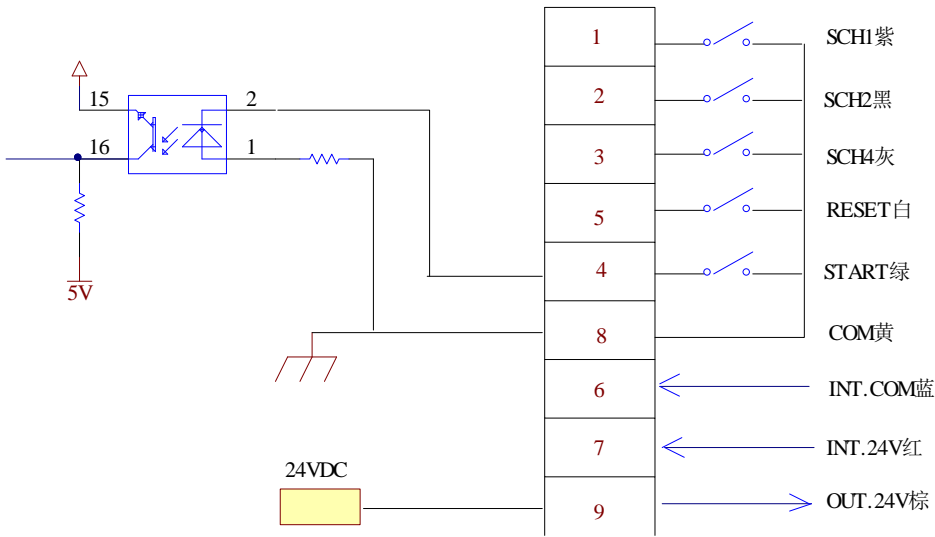 1 SCH1紫
15 2
2 SCH2黑
16 1
3 SCH4灰
5 RESET白
4 START绿
5V
8 COM黄
6 INT.COM蓝
7 INT.24V红
24VDC
9 OUT.24V棕